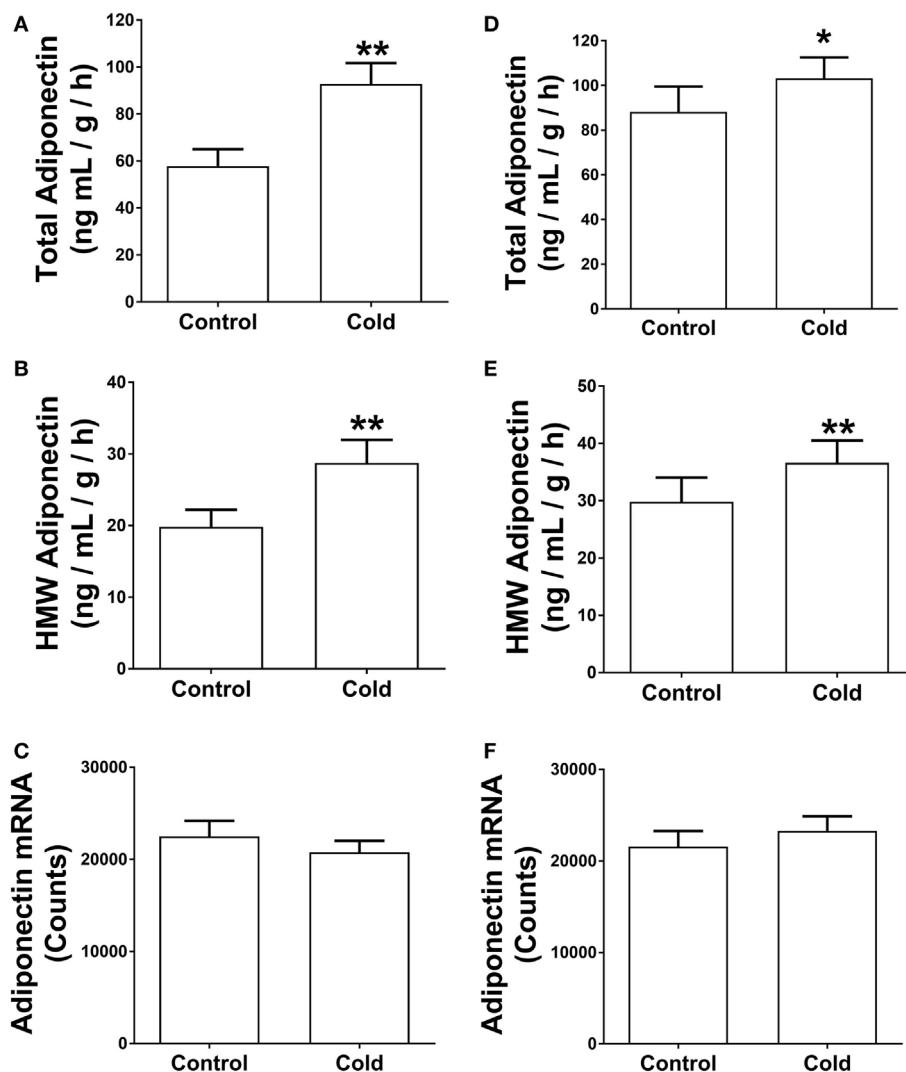 A
Total Adiponectin
(ng mL / g / h)
120
100
80
60
40
20
0
**
Control Cold
D
Total Adiponectin
(ng / mL / g / h)
120
100
80
60
40
20
0
*
Control Cold
B
HMW Adiponectin
(ng / mL / g / h)
40
30
20
10
0
**
Control Cold
E
HMW Adiponectin
(ng / mL / g / h)
50
40
30
20
10
0
**
Control Cold
C
Adiponectin mRNA
(Counts)
30000
20000
10000
0
Control Cold
F
Adiponectin mRNA
(Counts)
30000
20000
10000
0
Control Cold